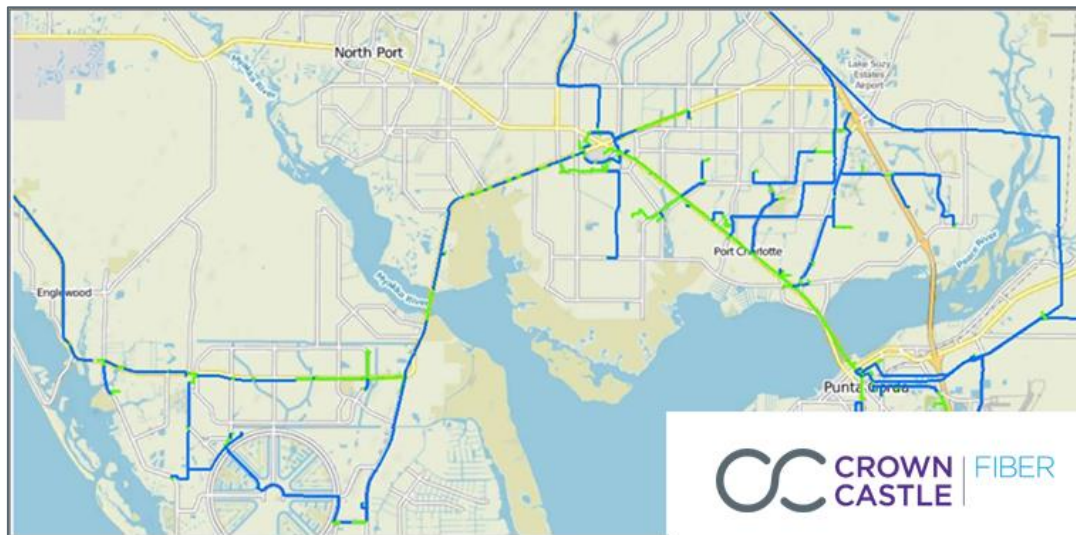 North Port
Myakka River
Lake Suzy
Estates
Airport
Port Charlotte
Peace River
Englewood
Myakka River
Punta Gorda
CROWN
CASTLE
FIBER